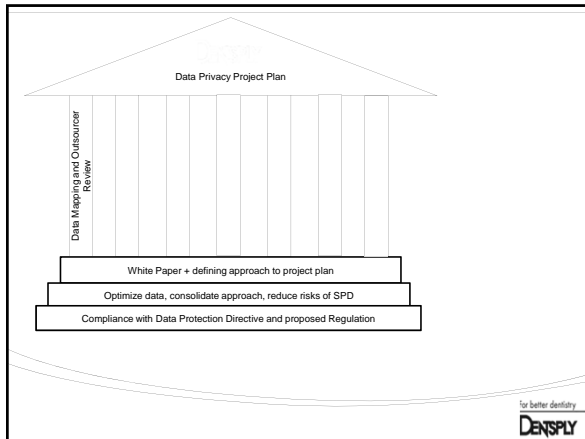 Data Privacy Project Plan
Data Mapping and Outsourcer
Review
White Paper + defining approach to project plan
Optimize data, consolidate approach, reduce risks of SPD
Compliance with Data Protection Directive and proposed Regulation
For better dentistry
DENTSPLY